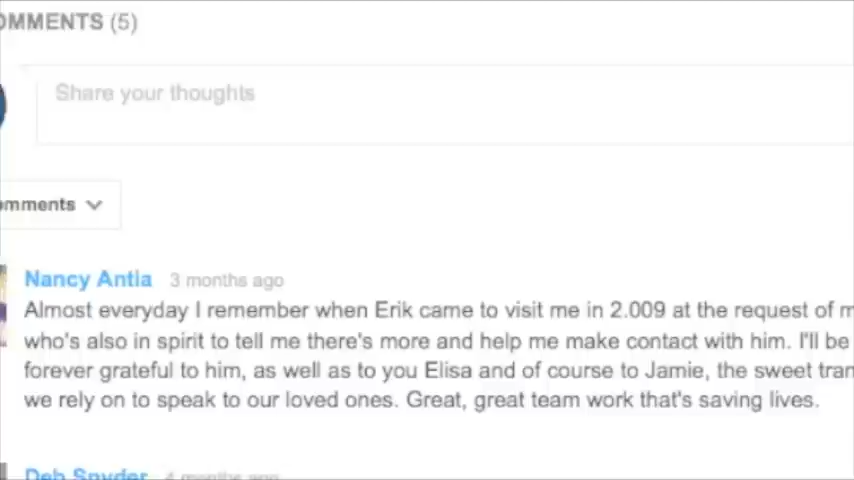 OMMENTS (5)
Share your thoughts
omments
Nancy Antia 3 months ago
Almost everyday I remember when Erik came to visit me in 2.009 at the request of m
who's also in spirit to tell me there's more and help me make contact with him. I'll be
forever grateful to him, as well as to you Elisa and of course to Jamie, the sweet tran
we rely on to speak to our loved ones. Great, great team work that's saving lives.
Deb Snyder 4 months ago